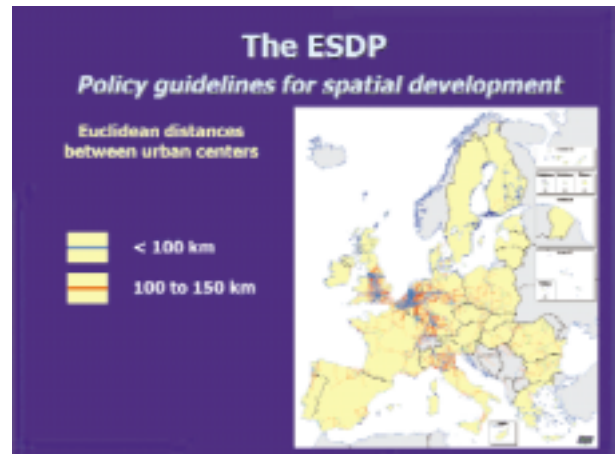 The ESDP
Policy guidelines for spatial development
Euclidean distances
between urban centers
< 100 km
100 to 150 km